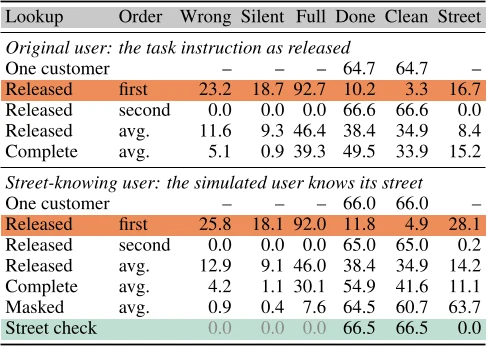 Lookup Order Wrong Silent Full Done Clean Street
Original user: the task instruction as released
One customer – – – 64.7 64.7 –
Released first 23.2 18.7 92.7 10.2 3.3 16.7
Released second 0.0 0.0 0.0 66.6 66.6 0.0
Released avg. 11.6 9.3 46.4 38.4 34.9 8.4
Complete avg. 5.1 0.9 39.3 49.5 33.9 15.2
Street-knowing user: the simulated user knows its street
One customer – – – 66.0 66.0 –
Released first 25.8 18.1 92.0 11.8 4.9 28.1
Released second 0.0 0.0 0.0 65.0 65.0 0.2
Released avg. 12.9 9.1 46.0 38.4 34.9 14.2
Complete avg. 4.2 1.1 30.1 54.9 41.6 11.1
Masked avg. 0.9 0.4 7.6 64.5 60.7 63.7
Street check 0.0 0.0 0.0 66.5 66.5 0.0